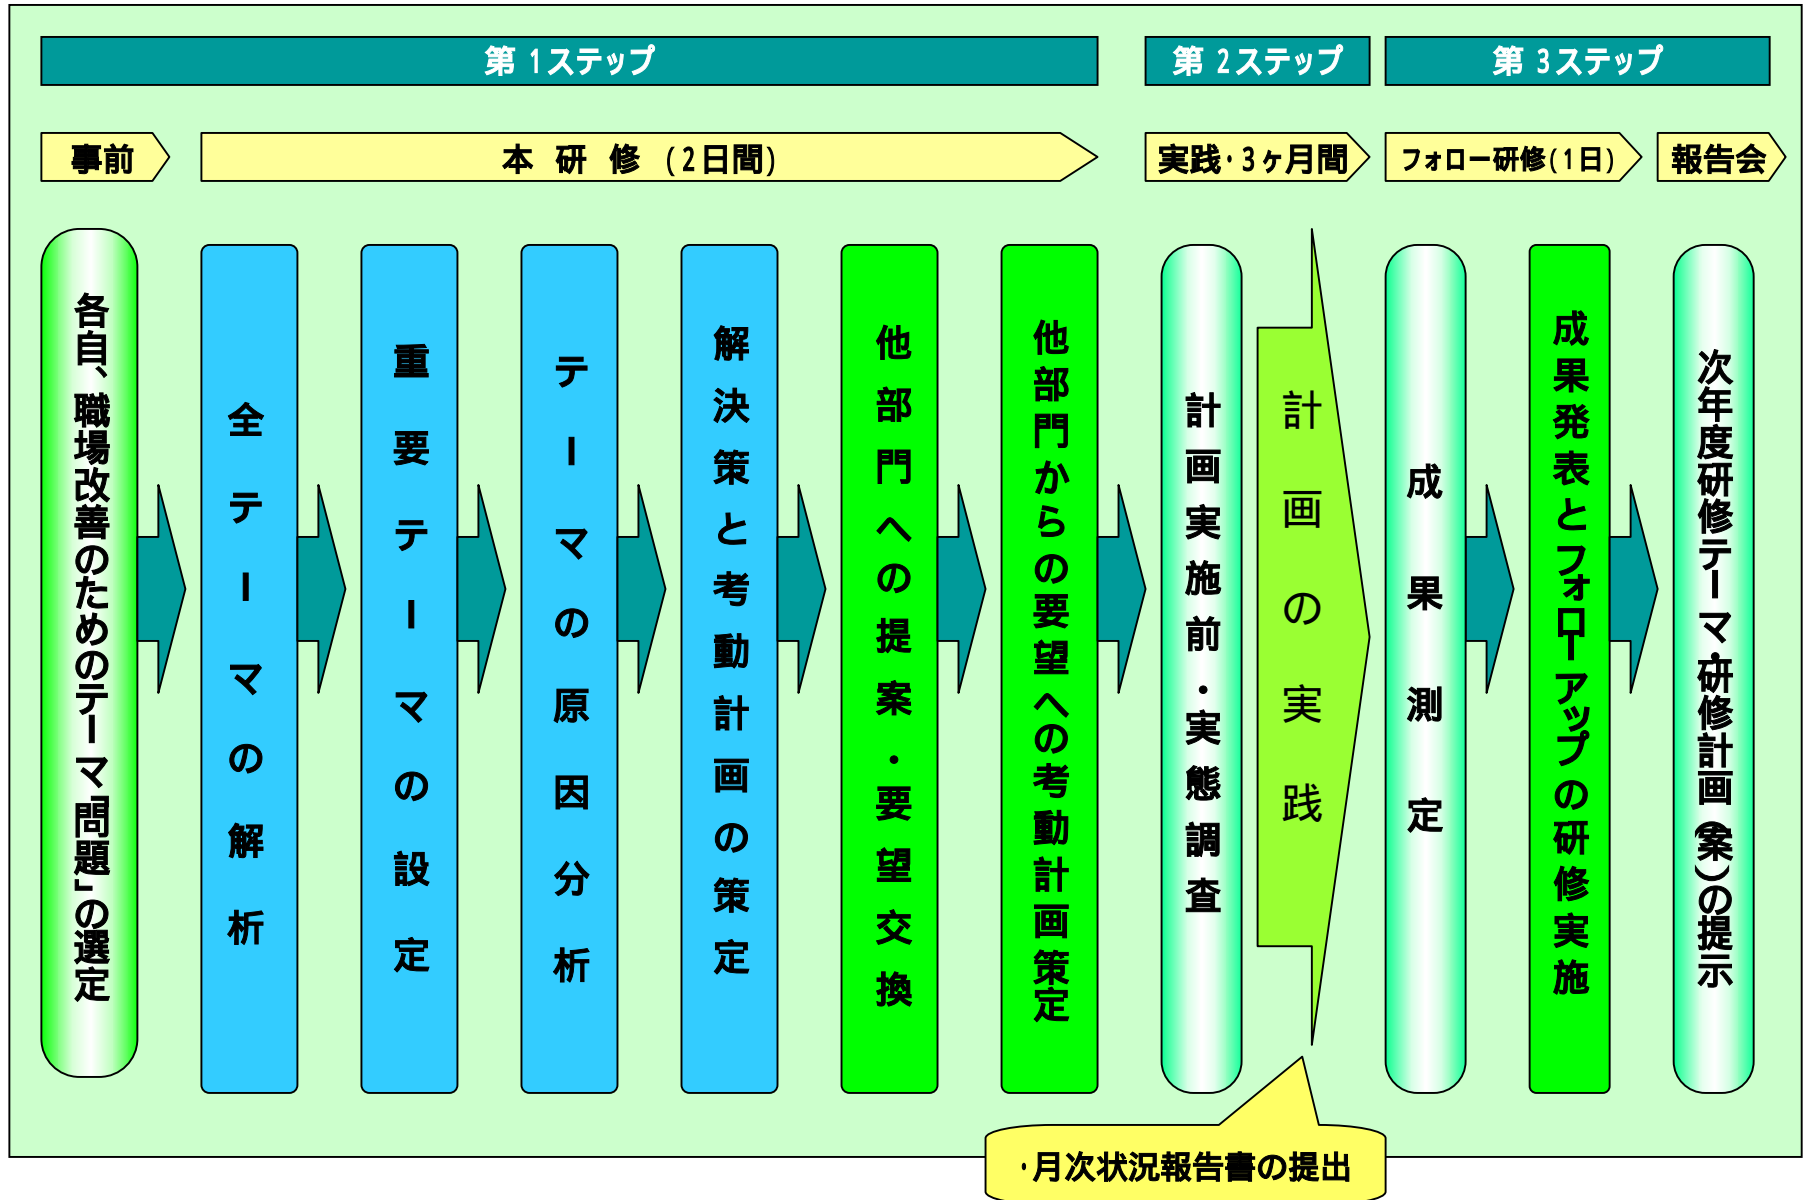 第 1ステップ
第 2ステップ
第 3ステップ
事前
本 研 修 (2日間)
実践・3ヶ月間
フォロー研修(1日)
報告会
各自、職場改善のためのテーマ「問題」の選定
全テーマの解析
重要テーマの設定
テーマの原因分析
解決策と考動計画の策定
他部門への提案・要望交換
他部門からの要望への考動計画策定
計画実施前・実態調査
計画の実践
成果測定
成果発表とフォローアップの研修実施
次年度研修テーマ・研修計画(案)の提示
・月次状況報告書の提出